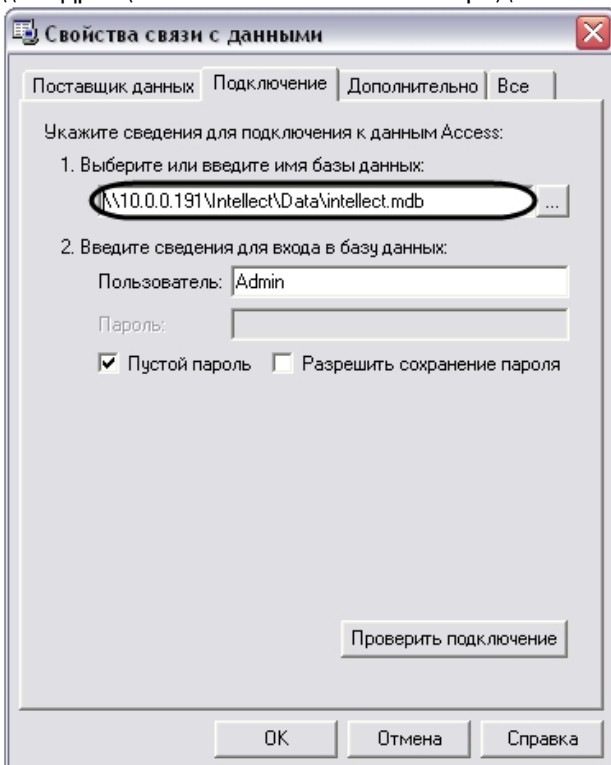 Свойства связи с данными
Поставщик данных Подключение Дополнительно Все
Укажите сведения для подключения к данным Access:
1. Выберите или введите имя базы данных:
\\10.0.0.191\Intellect\Data\intellect.mdb ...
2. Введите сведения для входа в базу данных:
Пользователь: Admin
Пароль:
Пустой пароль Разрешить сохранение пароля
Проверить подключение
OK Отмена Справка